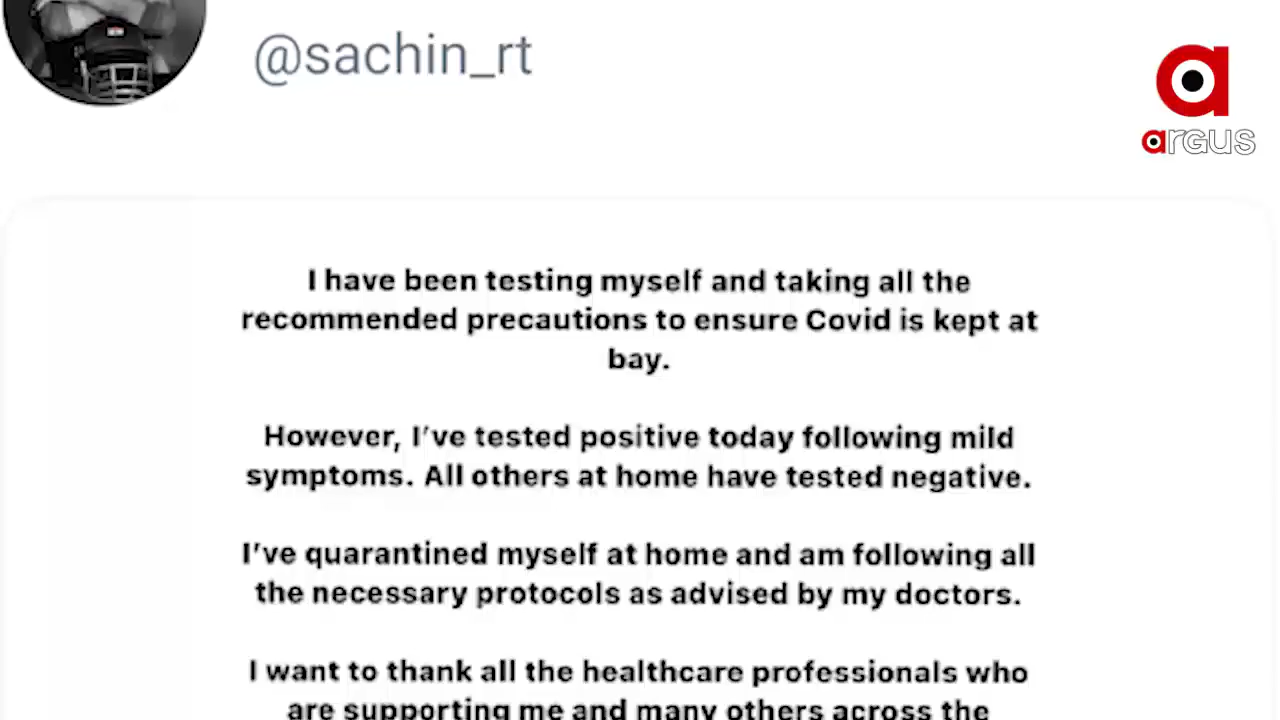 @sachin_rt
a
argus
I have been testing myself and taking all the
recommended precautions to ensure Covid is kept at
bay.
However, I've tested positive today following mild
symptoms. All others at home have tested negative.
I've quarantined myself at home and am following all
the necessary protocols as advised by my doctors.
I want to thank all the healthcare professionals who
are supporting me and many others across the